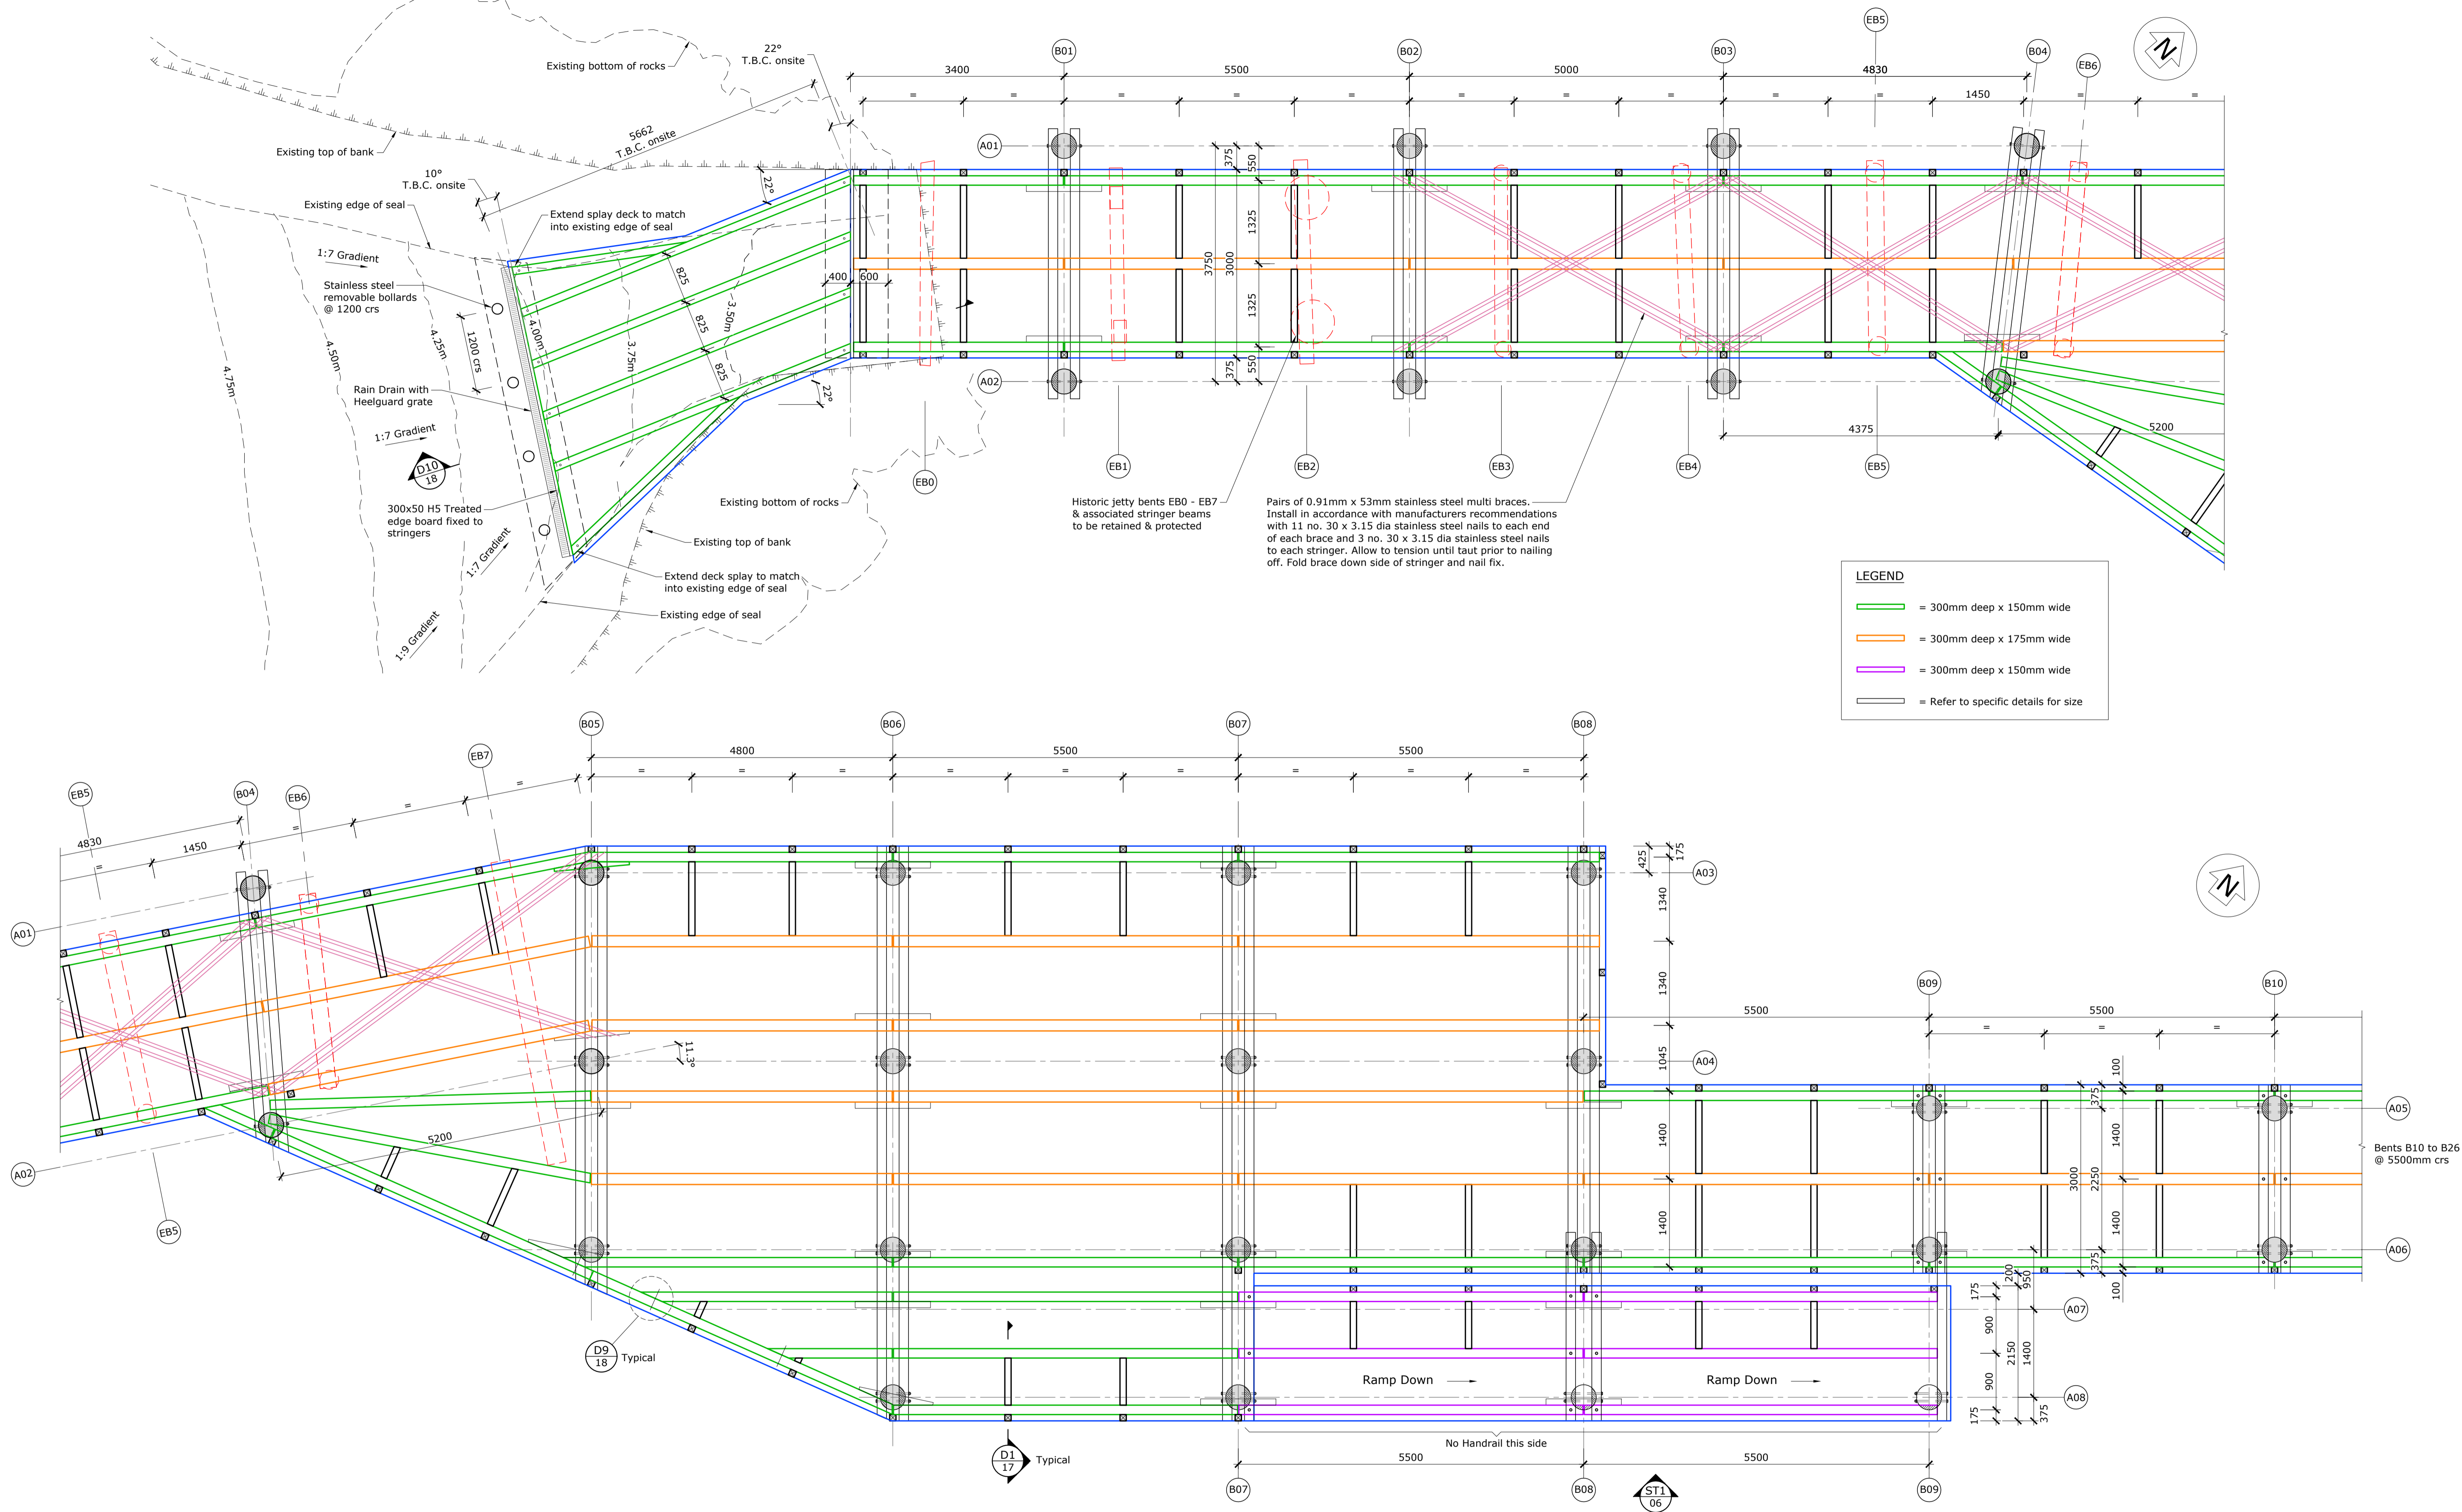 EB5
22°
T.B.C. onsite
B01
B02
B03
B04
EB6
N
Existing bottom of rocks
3400
5500
5000
4830
=
=
=
=
=
=
=
=
=
=
1450
=
=
5662
T.B.C. onsite
Existing top of bank
A01
375
550
10°
T.B.C. onsite
22°
Existing edge of seal
Extend splay deck to match
into existing edge of seal
1:7 Gradient
Stainless steel
removable bollards
@ 1200 crs
825
825
825
400
600
3750
3000
1325
1325
4.00m
3.75m
3.50m
4.25m
4.50m
4.75m
1200 crs
Rain Drain with
Heelguard grate
22°
A02
375
550
1:7 Gradient
D10
18
4375
5200
EB0
EB1
EB2
EB3
EB4
EB5
300x50 H5 Treated
edge board fixed to
stringers
Existing bottom of rocks
Historic jetty bents EB0 - EB7
& associated stringer beams
to be retained & protected
Pairs of 0.91mm x 53mm stainless steel multi braces.
Install in accordance with manufacturers recommendations
with 11 no. 30 x 3.15 dia stainless steel nails to each end
of each brace and 3 no. 30 x 3.15 dia stainless steel nails
to each stringer. Allow to tension until taut prior to nailing
off. Fold brace down side of stringer and nail fix.
Existing top of bank
1:7 Gradient
Extend deck splay to match
into existing edge of seal
Existing edge of seal
1:9 Gradient
LEGEND
= 300mm deep x 150mm wide
= 300mm deep x 175mm wide
= 300mm deep x 150mm wide
= Refer to specific details for size
B05
B06
B07
B08
EB7
4800
5500
5500
=
=
=
=
=
=
=
=
=
EB5
B04
EB6
=
=
=
4830
1450
=
425
175
A03
N
A01
1340
1340
B09
B10
5500
5500
=
=
=
11.3°
1045
A04
100
375
A05
5200
1400
1400
Bents B10 to B26
@ 5500mm crs
A02
3000
2250
EB5
1400
1400
A06
375
100
200
950
175
A07
900
2150
1400
900
D9
18
Typical
Ramp Down
Ramp Down
A08
175
375
No Handrail this side
D1
17
Typical
5500
5500
B07
B08
ST1
06
B09